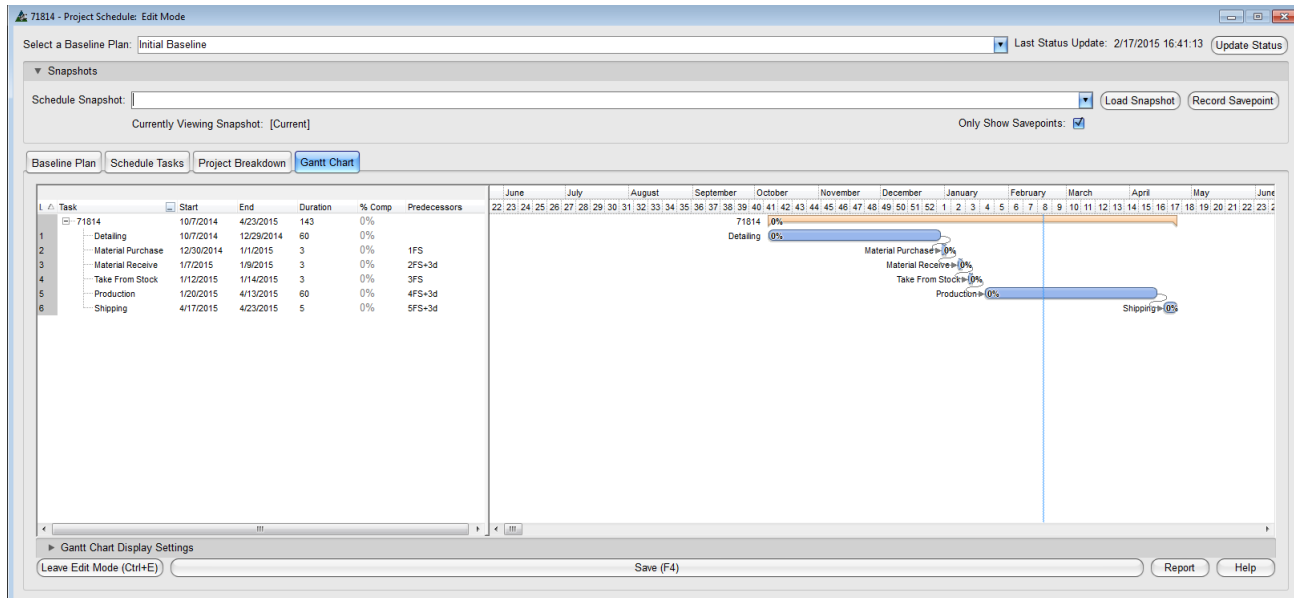 71814 - Project Schedule: Edit Mode
Select a Baseline Plan: Initial Baseline Last Status Update: 2/17/2015 16:41:13 Update Status
Snapshots
Schedule Snapshot: Load Snapshot Record Savepoint
Currently Viewing Snapshot: [Current] Only Show Savepoints:
Baseline Plan Schedule Tasks Project Breakdown Gantt Chart
June July August September October November December January February March April May June
Task Start End Duration % Comp Predecessors 22 23 24 25 26 27 28 29 30 31 32 33 34 35 36 37 38 39 40 41 42 43 44 45 46 47 48 49 50 51 52 1 2 3 4 5 6 7 8 9 10 11 12 13 14 15 16 17 18 19 20 21 22 23
71814 10/7/2014 4/23/2015 143 0% 71814 0%
1 Detailing 10/7/2014 12/29/2014 60 0% Detailing 0%
2 Material Purchase 12/30/2014 1/1/2015 3 0% 1FS Material Purchase 0%
3 Material Receive 1/7/2015 1/9/2015 3 0% 2FS+3d Material Receive 0%
4 Take From Stock 1/12/2015 1/14/2015 3 0% 3FS Take From Stock 0%
5 Production 1/20/2015 4/13/2015 60 0% 4FS+3d Production 0%
6 Shipping 4/17/2015 4/23/2015 5 0% 5FS+3d Shipping 0%
Gantt Chart Display Settings
Leave Edit Mode (Ctrl+E) Save (F4) Report Help